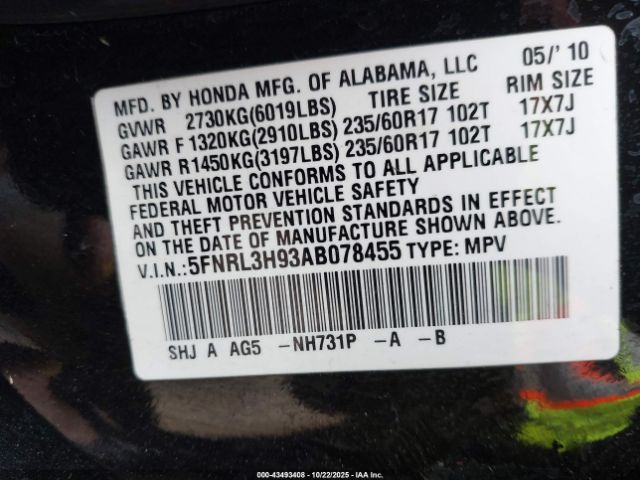 MFD. BY HONDA MFG. OF ALABAMA, LLC 05/' 10
GVWR 2730KG(6019LBS) TIRE SIZE RIM SIZE
GAWR F 1320KG(2910LBS) 235/60R17 102T 17X7J
GAWR R1450KG(3197LBS) 235/60R17 102T 17X7J
THIS VEHICLE CONFORMS TO ALL APPLICABLE
FEDERAL MOTOR VEHICLE SAFETY
AND THEFT PREVENTION STANDARDS IN EFFECT
ON THE DATE OF MANUFACTURE SHOWN ABOVE.
V.I.N.:5FNRL3H93AB078455 TYPE: MPV
SHJ A AG5 -NH731P -A -B
000-43493408 - 10/22/2025 - IAAI.com